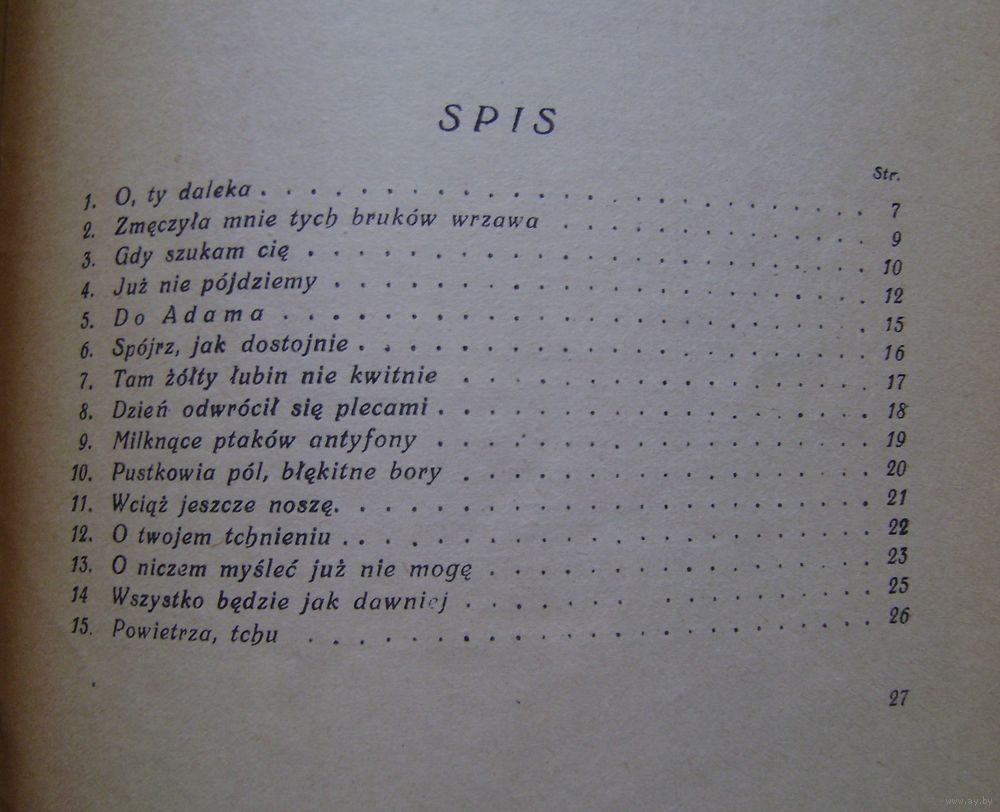 SPIS
Str.
1. O, ty daleka . . . . . . . . . . . . . . . . . . . . . . . . 7
2. Zmęczyła mnie tych bruków wrzawa . . . . . . . . . . . . 9
3. Gdy szukam cię . . . . . . . . . . . . . . . . . . . . . . 10
4. Już nie pójdziemy . . . . . . . . . . . . . . . . . . . . . 12
5. Do Adama . . . . . . . . . . . . . . . . . . . . . . . 15
6. Spójrz, jak dostojnie . . . . . . . . . . . . . . . . . . . . 16
7. Tam żółty łubin nie kwitnie . . . . . . . . . . . . . . . . 17
8. Dzień odwrócił się plecami . . . . . . . . . . . . . . . . . 18
9. Milknące ptaków antyfony . . . . . . . . . . . . . . . . . 19
10. Pustkowia pól, błękitne bory . . . . . . . . . . . . . . . . 20
11. Wciąż jeszcze noszę. . . . . . . . . . . . . . . . . . . . . 21
12. O twojem tchnieniu . . . . . . . . . . . . . . . . . . . . 22
13. O niczem myśleć już nie mogę . . . . . . . . . . . . . . . 23
14 Wszystko będzie jak dawniej . . . . . . . . . . . . . . . . 25
15. Powietrza, tchu . . . . . . . . . . . . . . . . . . . . . . 26
27
www.ay.by